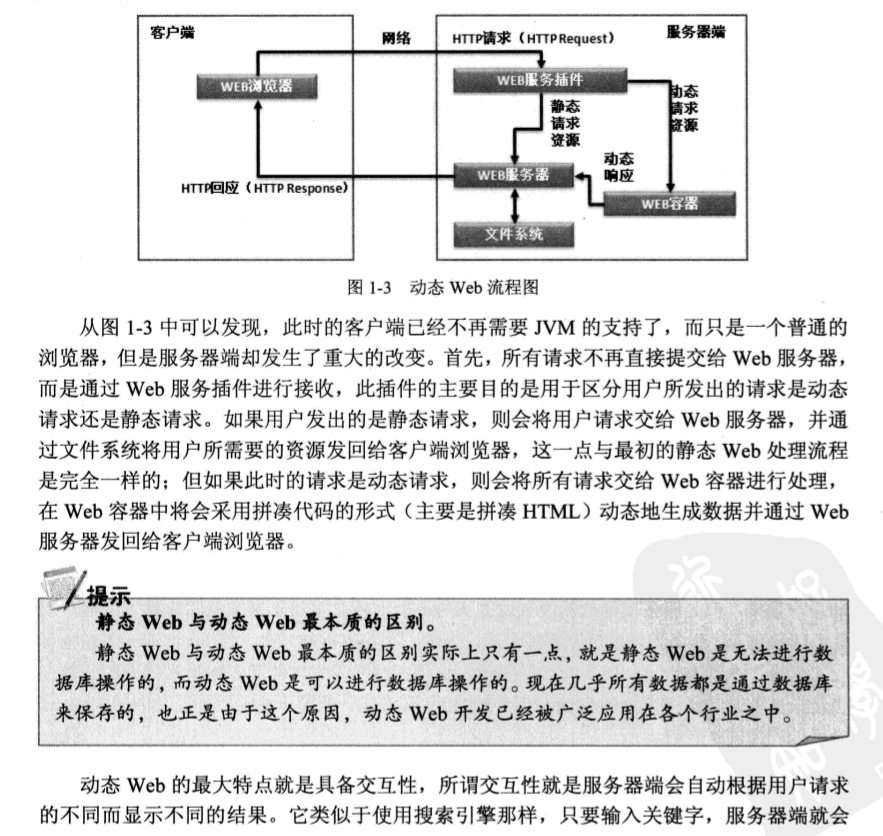 客户端
网络
HTTP请求（HTTP Request）
服务器端
WEB浏览器
WEB服务插件
静态
请求
资源
动态
请求
资源
动态
响应
WEB服务器
WEB容器
HTTP回应（HTTP Response）
文件系统
图 1-3 动态 Web 流程图
从图 1-3 中可以发现，此时的客户端已经不再需要 JVM 的支持了，而只是一个普通的
浏览器，但是服务器端却发生了重大的改变。首先，所有请求不再直接提交给 Web 服务器，
而是通过 Web 服务插件进行接收，此插件的主要目的是用于区分用户所发出的请求是动态
请求还是静态请求。如果用户发出的是静态请求，则会将用户请求交给 Web 服务器，并通
过文件系统将用户所需要的资源发回给客户端浏览器，这一点与最初的静态 Web 处理流程
是完全一样的；但如果此时的请求是动态请求，则会将所有请求交给 Web 容器进行处理，
在 Web 容器中将会采用拼凑代码的形式（主要是拼凑 HTML）动态地生成数据并通过 Web
服务器发回给客户端浏览器。
提示
静态 Web 与动态 Web 最本质的区别。
静态 Web 与动态 Web 最本质的区别实际上只有一点，就是静态 Web 是无法进行数
据库操作的，而动态 Web 是可以进行数据库操作的。现在几乎所有数据都是通过数据库
来保存的，也正是由于这个原因，动态 Web 开发已经被广泛应用在各个行业之中。
动态 Web 的最大特点就是具备交互性，所谓交互性就是服务器端会自动根据用户请求
的不同而显示不同的结果。它类似于使用搜索引擎那样，只要输入关键字，服务器端就会